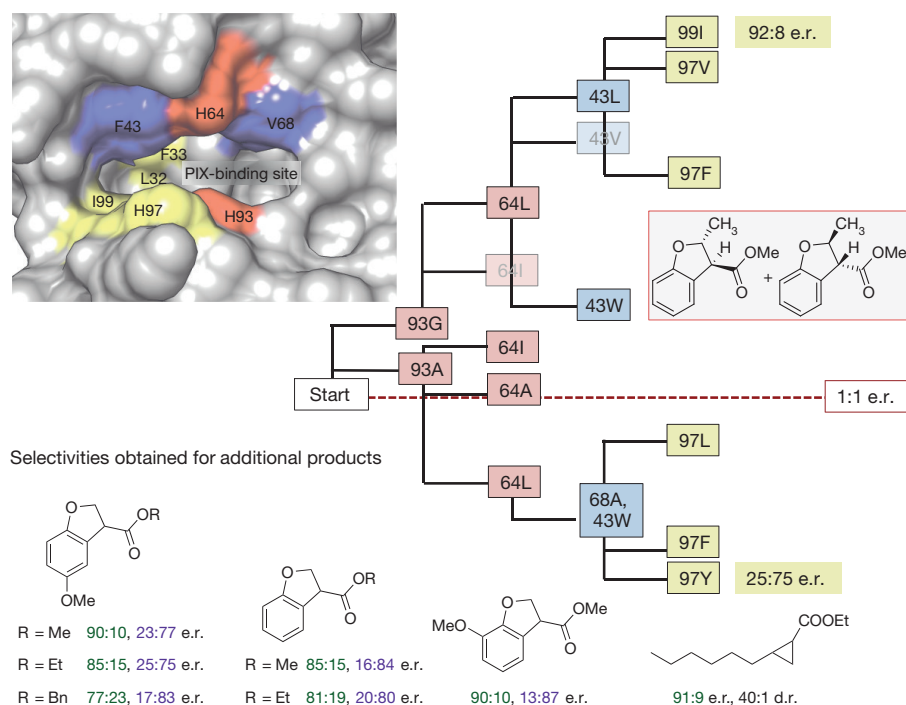 H64
F43
V68
F33
PIX-binding site
L32
I99
H97
H93
99I
92:8 e.r.
97V
43L
43V
97F
64L
64I
43W
CH3
O
H
OMe
O
+
CH3
O
H
OMe
O
93G
64I
93A
Start
64A
1:1 e.r.
97L
64L
68A,
43W
97F
97Y
25:75 e.r.
Selectivities obtained for additional products
O
OR
O
OMe
R = Me 90:10, 23:77 e.r.
R = Et 85:15, 25:75 e.r.
R = Bn 77:23, 17:83 e.r.
O
OR
O
R = Me 85:15, 16:84 e.r.
R = Et 81:19, 20:80 e.r.
O
MeO
OMe
O
90:10, 13:87 e.r.
COOEt
91:9 e.r., 40:1 d.r.